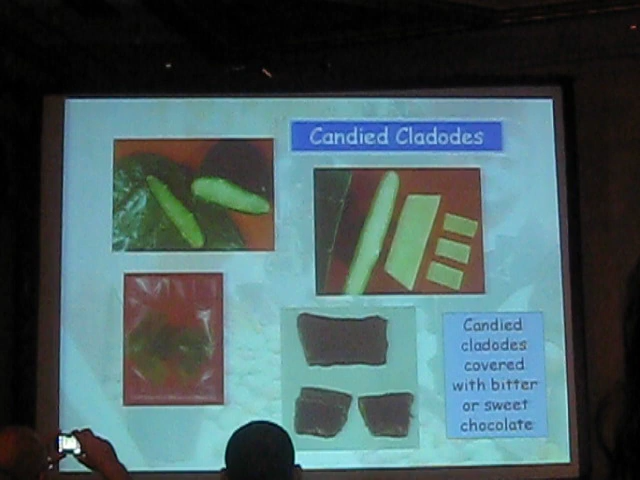 Candied Cladodes
Candied
cladodes
covered
with bitter
or sweet
chocolate